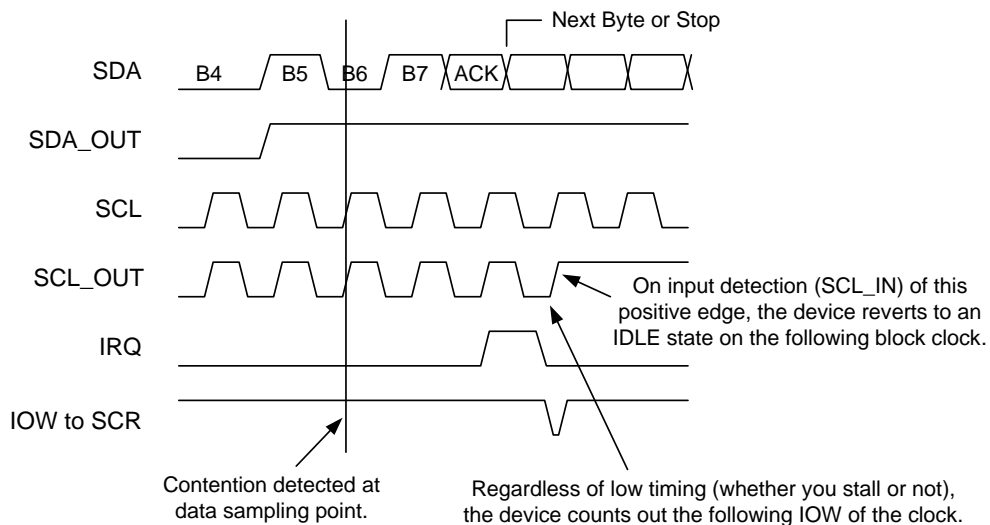 Next Byte or Stop
SDA
B4
B5
B6
B7
ACK
SDA_OUT
SCL
SCL_OUT
On input detection (SCL_IN) of this
positive edge, the device reverts to an
IDLE state on the following block clock.
IRQ
IOW to SCR
Contention detected at
data sampling point.
Regardless of low timing (whether you stall or not),
the device counts out the following IOW of the clock.